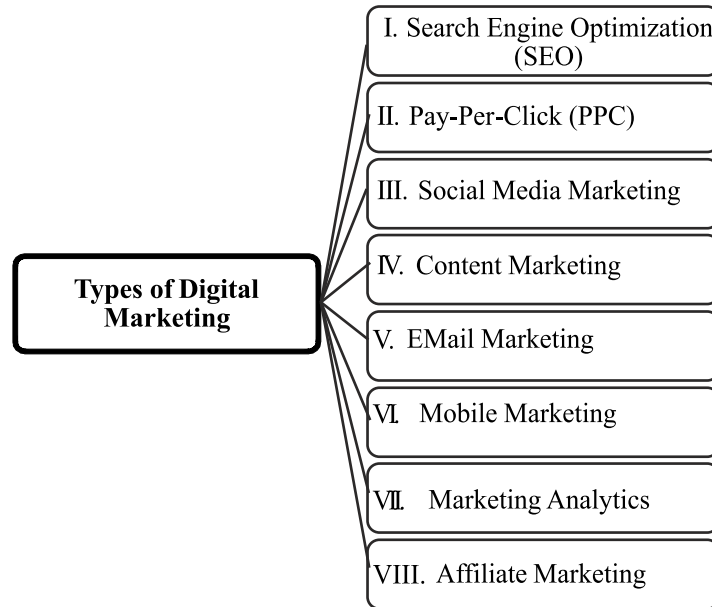 I. Search Engine Optimization
(SEO)
II. Pay-Per-Click (PPC)
III. Social Media Marketing
IV. Content Marketing
Types of Digital
Marketing
V. EMail Marketing
VI. Mobile Marketing
VII. Marketing Analytics
VIII. Affiliate Marketing